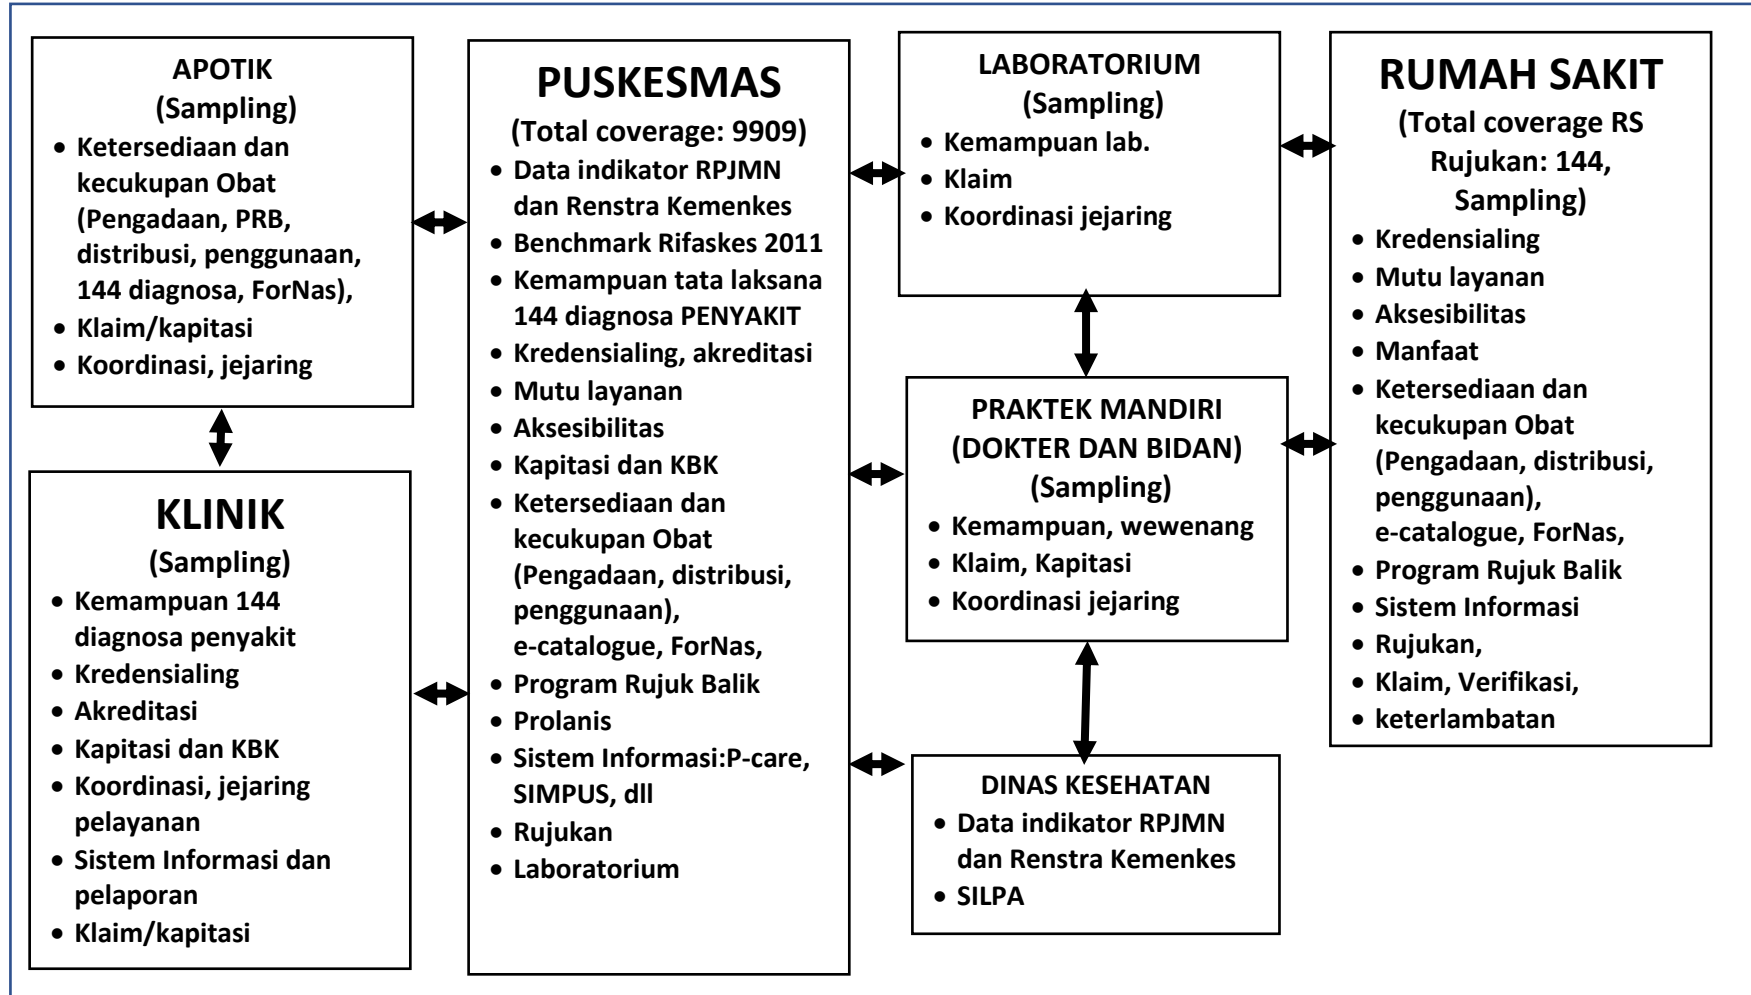 APOTIK
(Sampling)
• Ketersediaan dan
kecukupan Obat
(Pengadaan, PRB,
distribusi, penggunaan,
144 diagnosa, ForNas),
• Klaim/kapitasi
• Koordinasi, jejaring
KLINIK
(Sampling)
• Kemampuan 144
diagnosa penyakit
• Kredensialing
• Akreditasi
• Kapitasi dan KBK
• Koordinasi, jejaring
pelayanan
• Sistem Informasi dan
pelaporan
• Klaim/kapitasi
PUSKESMAS
(Total coverage: 9909)
• Data indikator RPJMN
dan Renstra Kemenkes
• Benchmark Rifaskes 2011
• Kemampuan tata laksana
144 diagnosa PENYAKIT
• Kredensialing, akreditasi
• Mutu layanan
• Aksesibilitas
• Kapitasi dan KBK
• Ketersediaan dan
kecukupan Obat
(Pengadaan, distribusi,
penggunaan),
e-catalogue, ForNas,
• Program Rujuk Balik
• Prolanis
• Sistem Informasi:P-care,
SIMPUS, dll
• Rujukan
• Laboratorium
LABORATORIUM
(Sampling)
• Kemampuan lab.
• Klaim
• Koordinasi jejaring
PRAKTEK MANDIRI
(DOKTER DAN BIDAN)
(Sampling)
• Kemampuan, wewenang
• Klaim, Kapitasi
• Koordinasi jejaring
DINAS KESEHATAN
• Data indikator RPJMN
dan Renstra Kemenkes
• SILPA
RUMAH SAKIT
(Total coverage RS
Rujukan: 144,
Sampling)
• Kredensialing
• Mutu layanan
• Aksesibilitas
• Manfaat
• Ketersediaan dan
kecukupan Obat
(Pengadaan, distribusi,
penggunaan),
e-catalogue, ForNas,
• Program Rujuk Balik
• Sistem Informasi
• Rujukan,
• Klaim, Verifikasi,
• keterlambatan